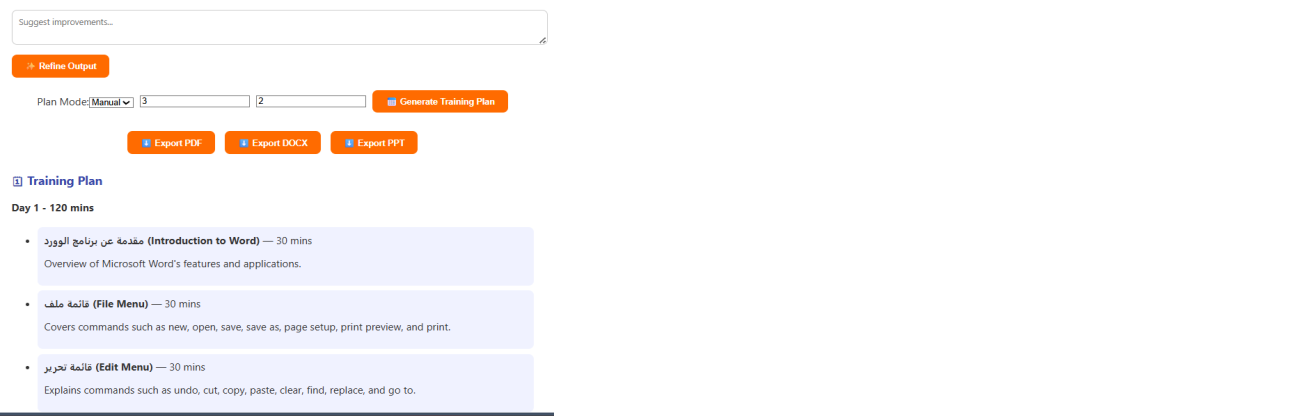 Suggest improvements...
✨ Refine Output
Plan Mode: Manual 3 2 📅 Generate Training Plan
⬇️ Export PDF ⬇️ Export DOCX ⬇️ Export PPT
🗓 Training Plan
Day 1 - 120 mins
مقدمة عن برنامج الوورد (Introduction to Word) — 30 mins
Overview of Microsoft Word's features and applications.
قائمة ملف (File Menu) — 30 mins
Covers commands such as new, open, save, save as, page setup, print preview, and print.
قائمة تحرير (Edit Menu) — 30 mins
Explains commands such as undo, cut, copy, paste, clear, find, replace, and go to.